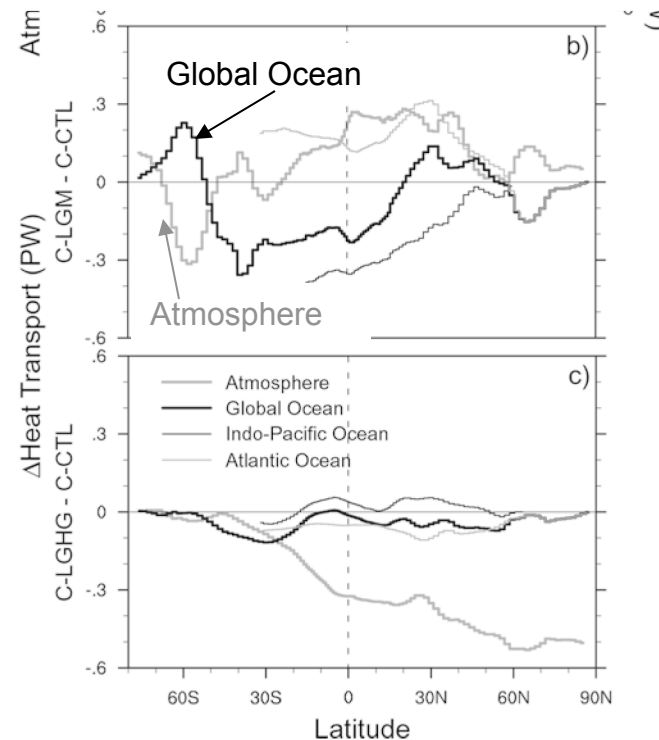 Atm
.6
b)
Global Ocean
.3
0
-.3
Atmosphere
-.6
C-LGM - C-CTL
ΔHeat Transport (PW)
c)
Atmosphere
Global Ocean
Indo-Pacific Ocean
Atlantic Ocean
.3
0
-.3
-.6
C-LGHG - C-CTL
60S
30S
0
30N
60N
90N
Latitude